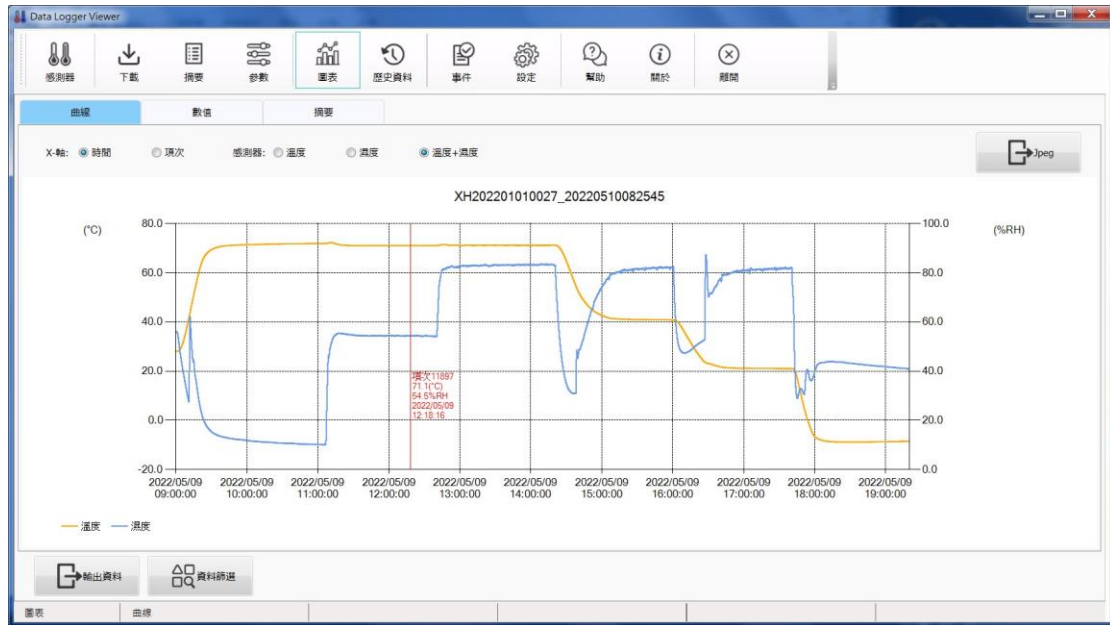 Data Logger Viewer
感測器
下載
摘要
參數
圖表
歷史資料
事件
設定
幫助
關於
離開
曲線
數值
摘要
X-軸: 時間 項次 感測器: 溫度 濕度 溫度+濕度
Jpeg
XH202201010027_20220510082545
(°C)
80.0
60.0
40.0
20.0
0.0
-20.0
100.0
80.0
60.0
40.0
20.0
0.0
(%RH)
項次11897
71.1(°C)
54.5%RH
2022/05/09
12:18:16
2022/05/09
09:00:00
2022/05/09
10:00:00
2022/05/09
11:00:00
2022/05/09
12:00:00
2022/05/09
13:00:00
2022/05/09
14:00:00
2022/05/09
15:00:00
2022/05/09
16:00:00
2022/05/09
17:00:00
2022/05/09
18:00:00
2022/05/09
19:00:00
溫度 濕度
輸出資料
資料篩選
圖表
曲線